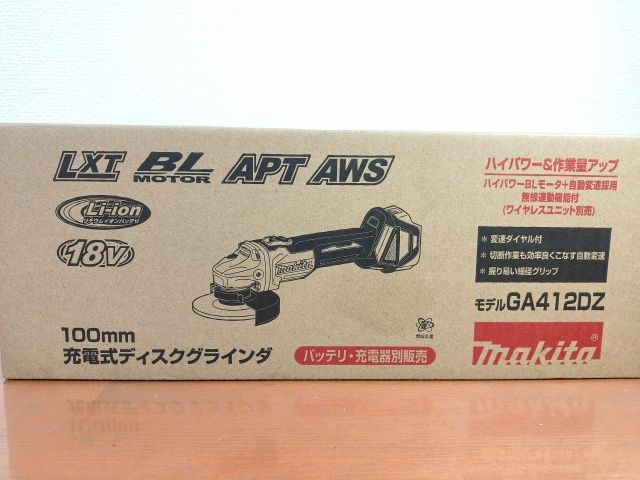 LXT BL MOTOR APT AWS
Li-ion
リチウムイオンバッテリ
18V
100mm
充電式ディスクグラインダ
バッテリ・充電器別販売
makita
ハイパワー&作業量アップ
ハイパワーBLモータ+自動変速採用
無線連動機能付
(ワイヤレスユニット別売)
＊変速ダイヤル付
＊切断作業も効率良くこなす自動変速
＊握り易い細径グリップ
モデルGA412DZ
makita®